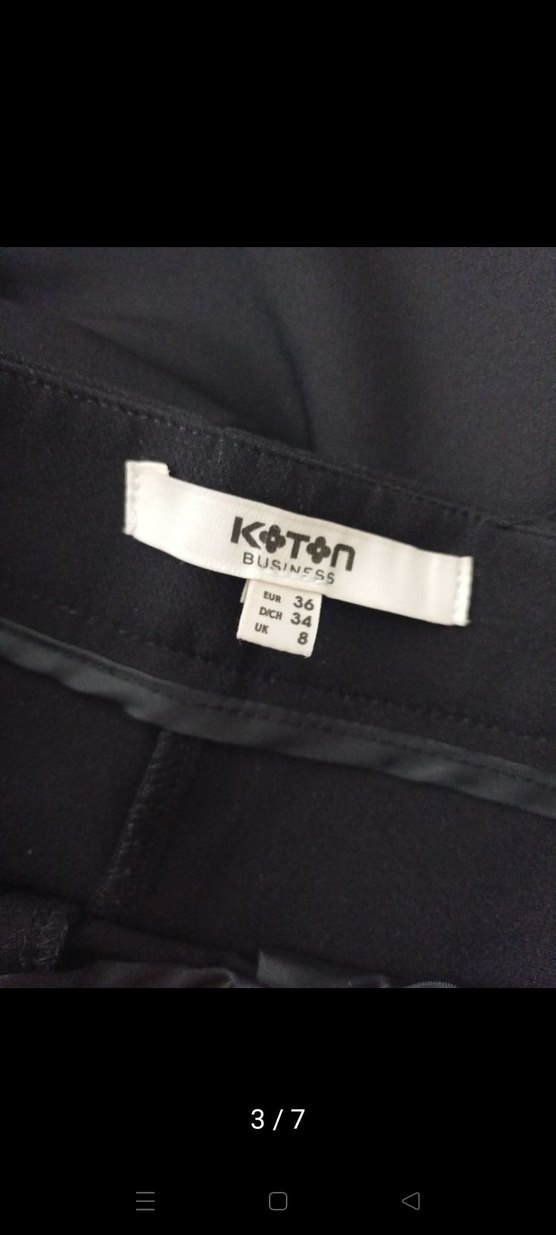 KOTON
BUSINESS
EUR 36
D/CH 34
UK 8
3 / 7